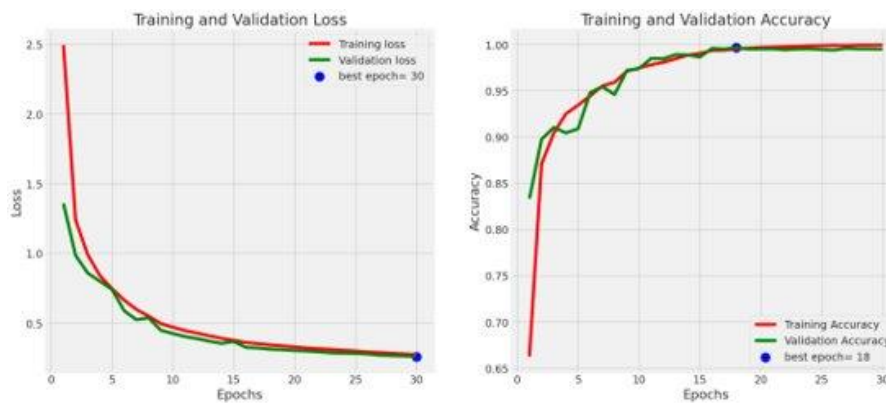 Training and Validation Loss
2.5
2.0
1.5
1.0
0.5
Loss
0
5
10
15
20
25
30
Epochs
Training loss
Validation loss
best epoch= 30
Training and Validation Accuracy
1.00
0.95
0.90
0.85
0.80
0.75
0.70
0.65
Accuracy
0
5
10
15
20
25
30
Epochs
Training Accuracy
Validation Accuracy
best epoch= 18